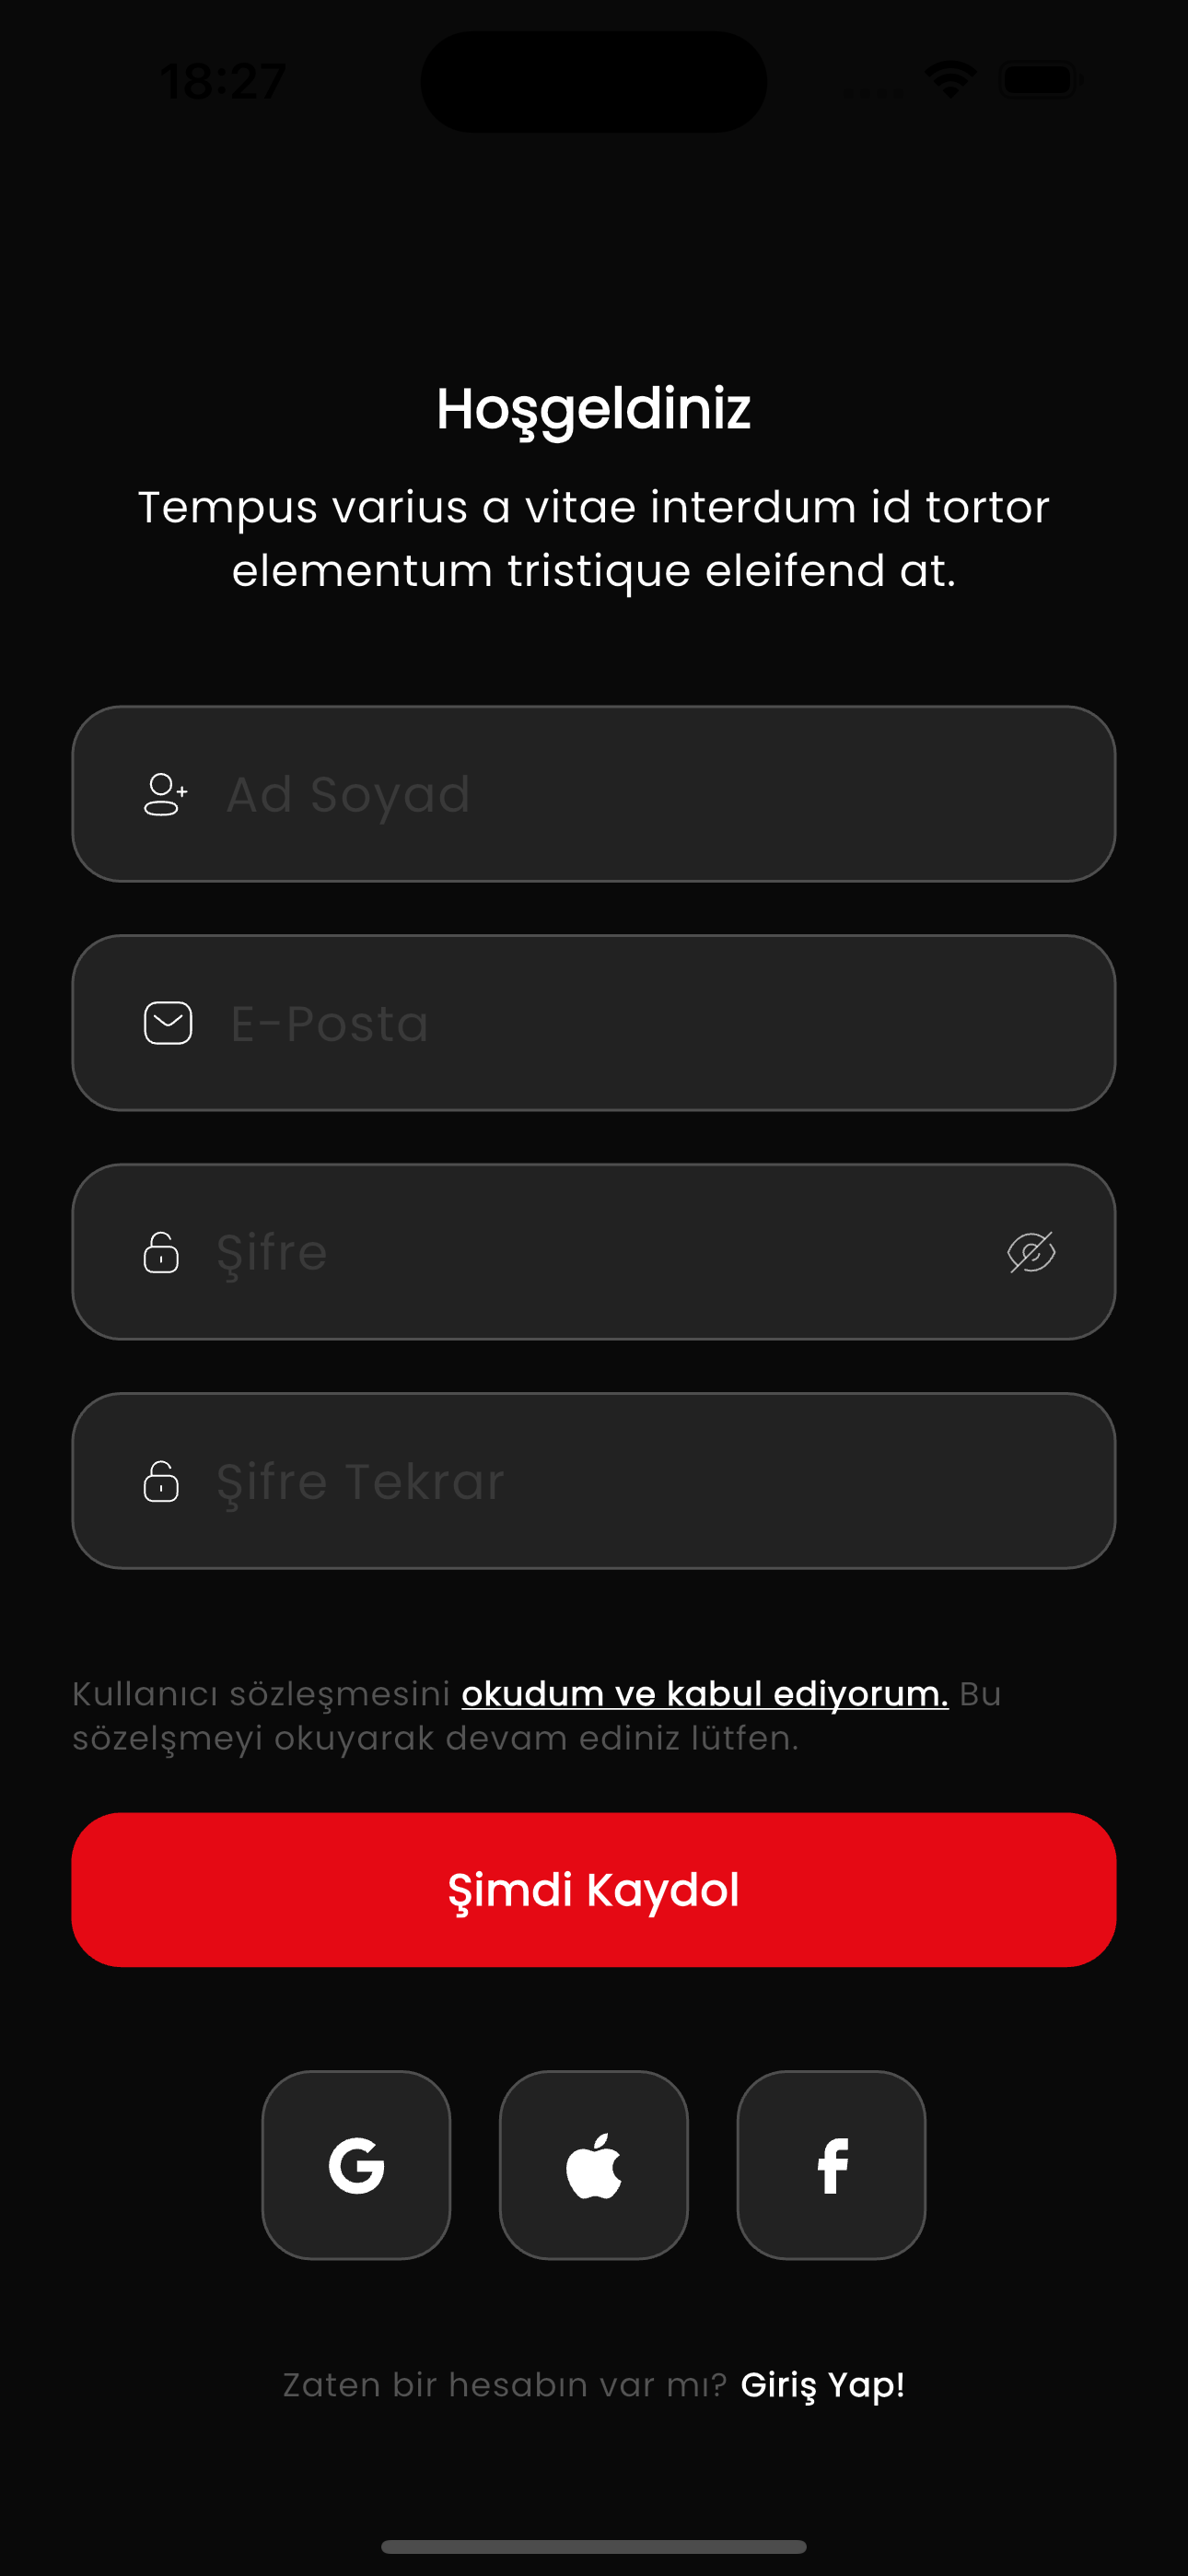 18:27
Hoşgeldiniz
Tempus varius a vitae interdum id tortor
elementum tristique eleifend at.
Ad Soyad
E-Posta
Şifre
Şifre Tekrar
Kullanıcı sözleşmesini okudum ve kabul ediyorum. Bu
sözelşmeyi okuyarak devam ediniz lütfen.
Şimdi Kaydol
Zaten bir hesabın var mı? Giriş Yap!